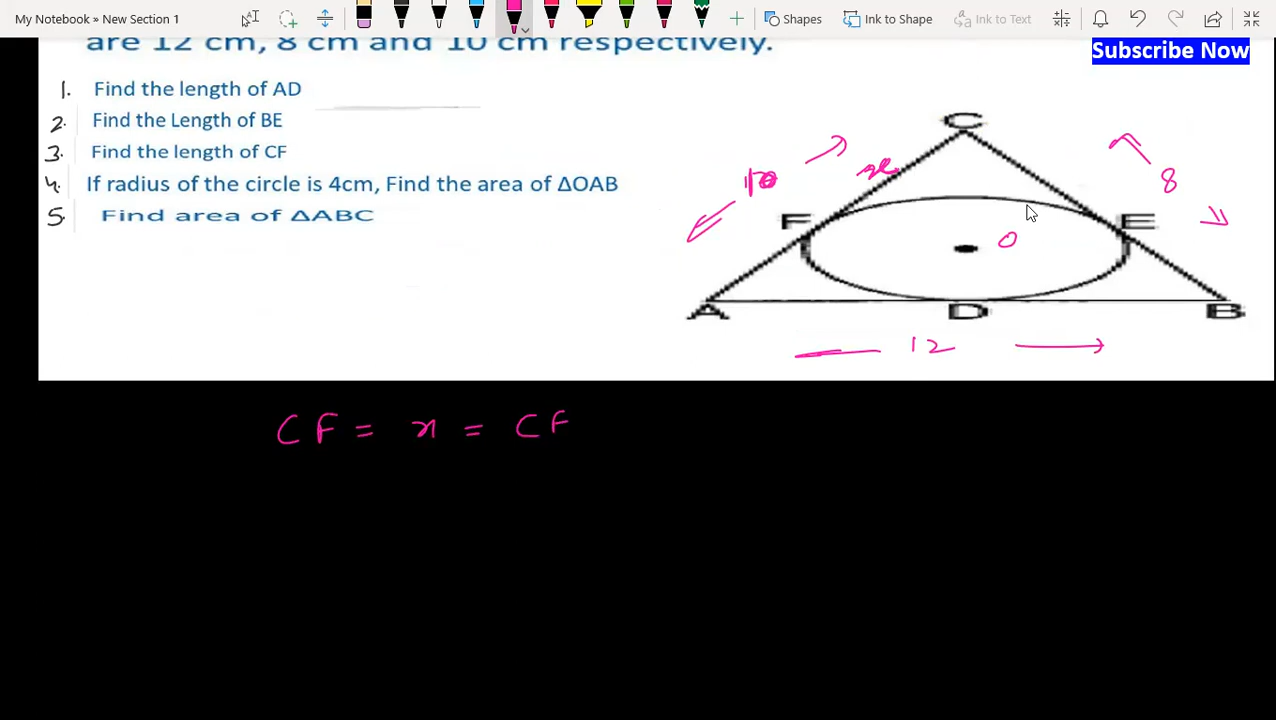 My Notebook » New Section 1
Shapes
Ink to Shape
Ink to Text
are 12 cm, 8 cm and 10 cm respectively.
Subscribe Now
1. Find the length of AD
2. Find the Length of BE
3. Find the length of CF
4. If radius of the circle is 4cm, Find the area of ΔOAB
5. Find area of ΔABC
C
10
x
8
F
E
O
A
D
B
12
CF = x = CF